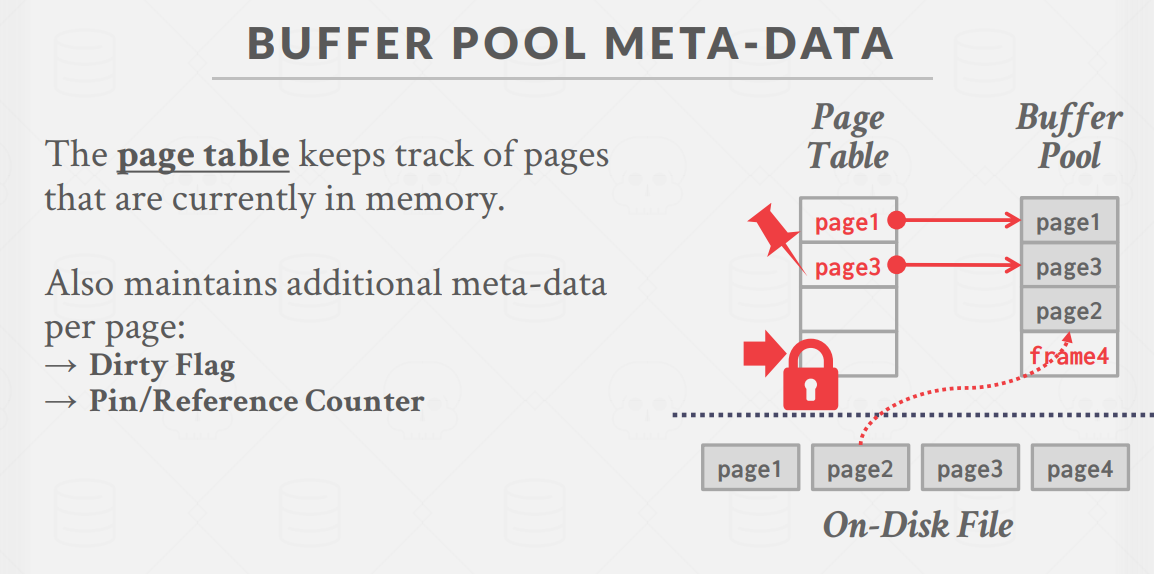 BUFFER POOL META-DATA
The page table keeps track of pages
that are currently in memory.
Also maintains additional meta-data
per page:
→ Dirty Flag
→ Pin/Reference Counter
Page
Table
page1
page3
Buffer
Pool
page1
page3
page2
frame4
page1
page2
page3
page4
On-Disk File